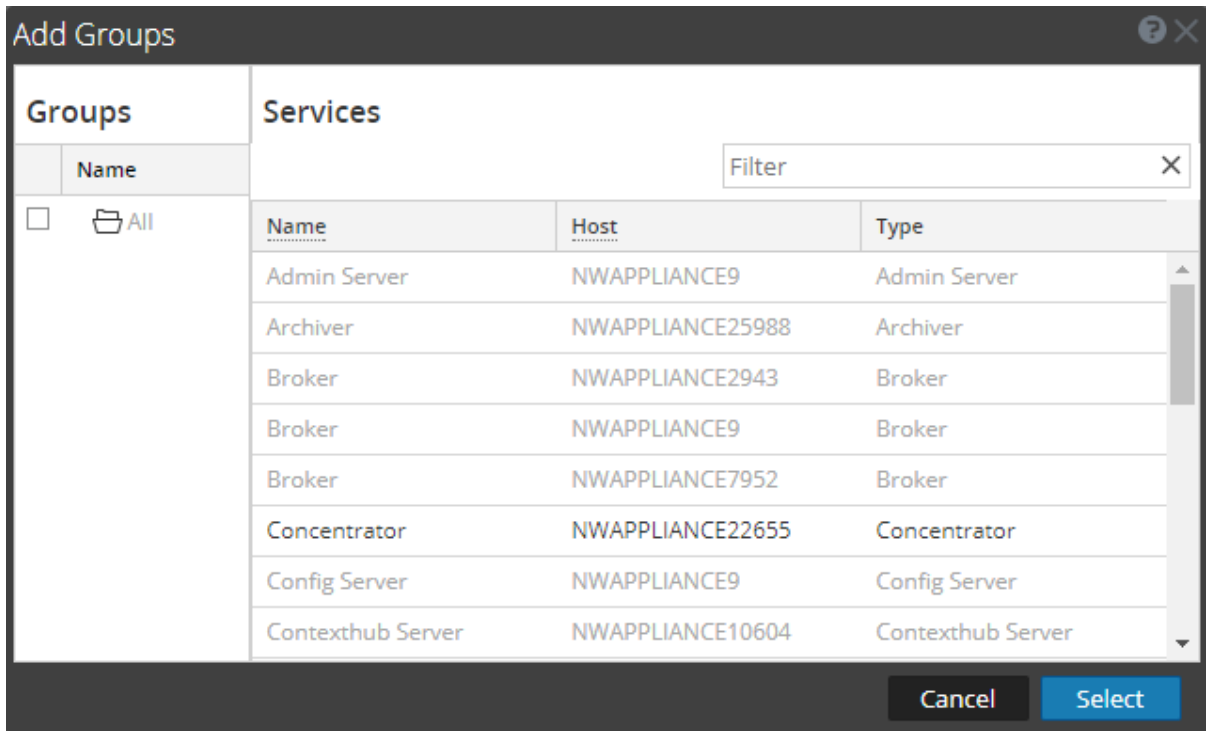 Add Groups
Groups
Services
Name
Filter
All
Name Host Type
Admin Server NWAPPLIANCE9 Admin Server
Archiver NWAPPLIANCE25988 Archiver
Broker NWAPPLIANCE2943 Broker
Broker NWAPPLIANCE9 Broker
Broker NWAPPLIANCE7952 Broker
Concentrator NWAPPLIANCE22655 Concentrator
Config Server NWAPPLIANCE9 Config Server
Contexthub Server NWAPPLIANCE10604 Contexthub Server
Cancel Select